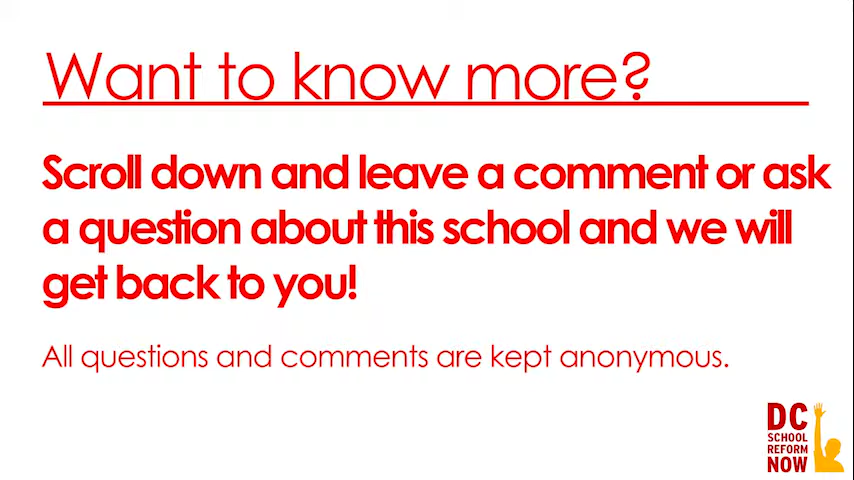 Want to know more?
Scroll down and leave a comment or ask
a question about this school and we will
get back to you!
All questions and comments are kept anonymous.
DC
SCHOOL
REFORM
NOW